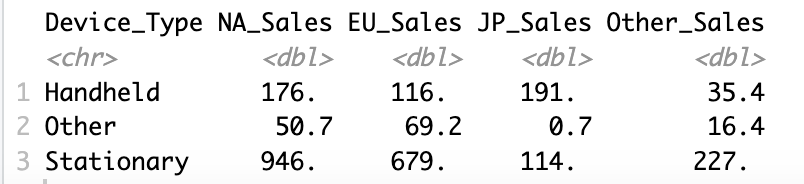 Device_Type NA_Sales EU_Sales JP_Sales Other_Sales
<chr> <dbl> <dbl> <dbl> <dbl>
1 Handheld 176. 116. 191. 35.4
2 Other 50.7 69.2 0.7 16.4
3 Stationary 946. 679. 114. 227.